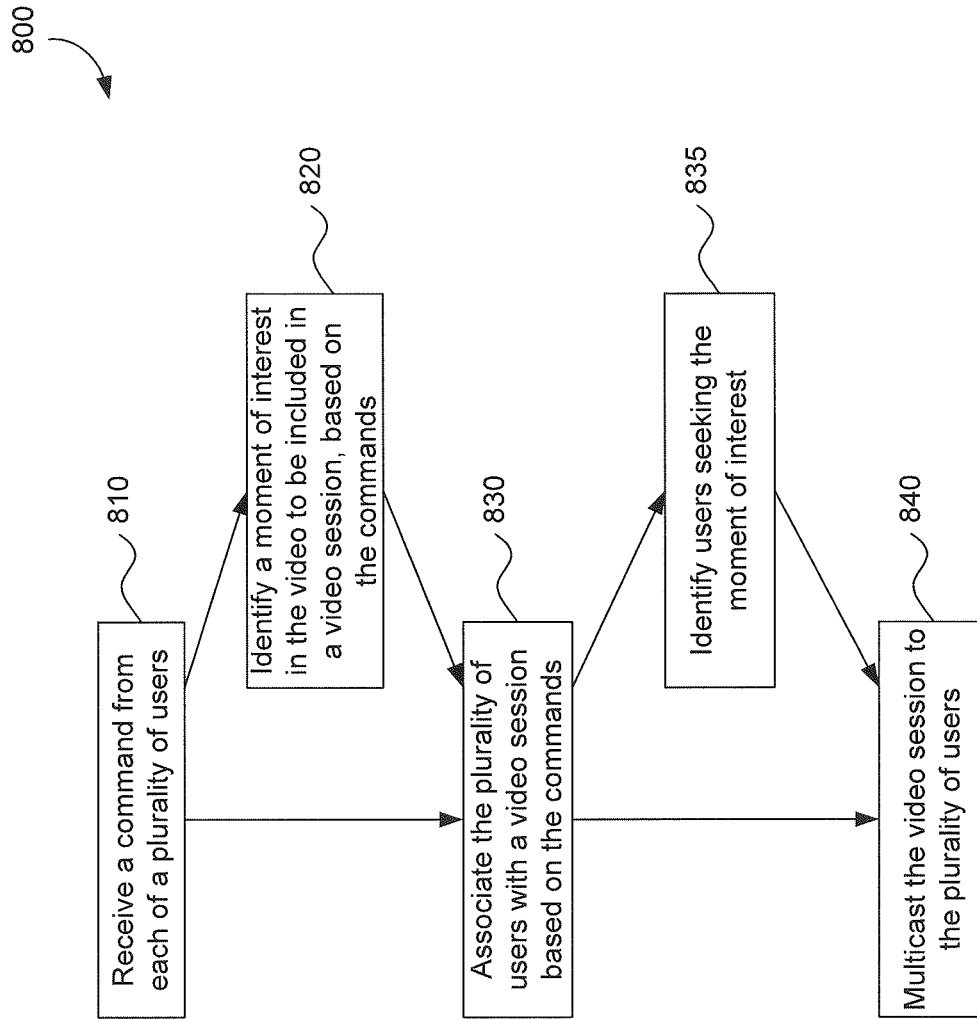 800
Receive a command from
each of a plurality of users
810
Identify a moment of interest
in the video to be included in
a video session, based on
the commands
820
Associate the plurality of
users with a video session
based on the commands
830
Identify users seeking the
moment of interest
835
Multicast the video session to
the plurality of users
840